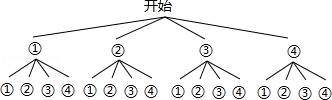 开始
① ② ③ ④
① ② ③ ④ ① ② ③ ④ ① ② ③ ④ ① ② ③ ④